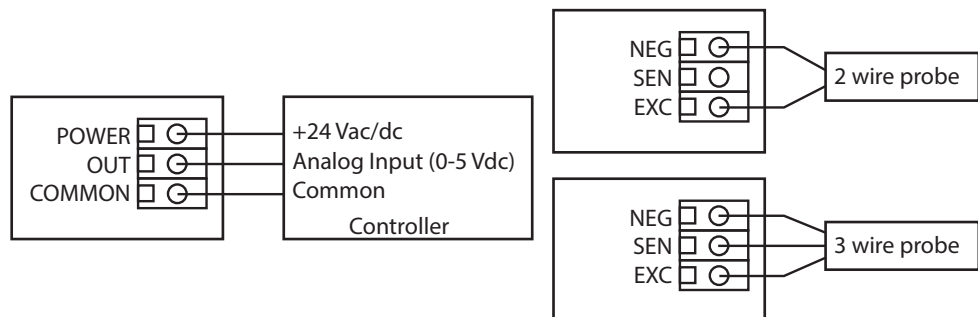 POWER
OUT
COMMON
+24 Vac/dc
Analog Input (0-5 Vdc)
Common
Controller
NEG
SEN
EXC
2 wire probe
NEG
SEN
EXC
3 wire probe